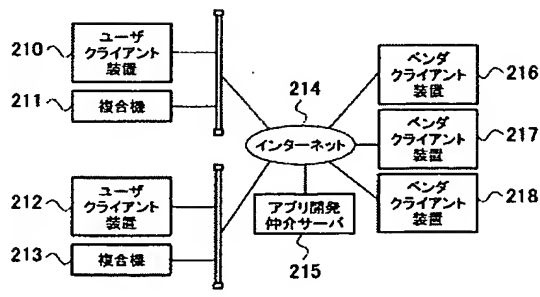 210
ユーザ
クライアント
装置
211
複合機
212
ユーザ
クライアント
装置
213
複合機
214
インターネット
アプリ開発
仲介サーバ
215
ベンダ
クライアント
装置
216
ベンダ
クライアント
装置
217
ベンダ
クライアント
装置
218